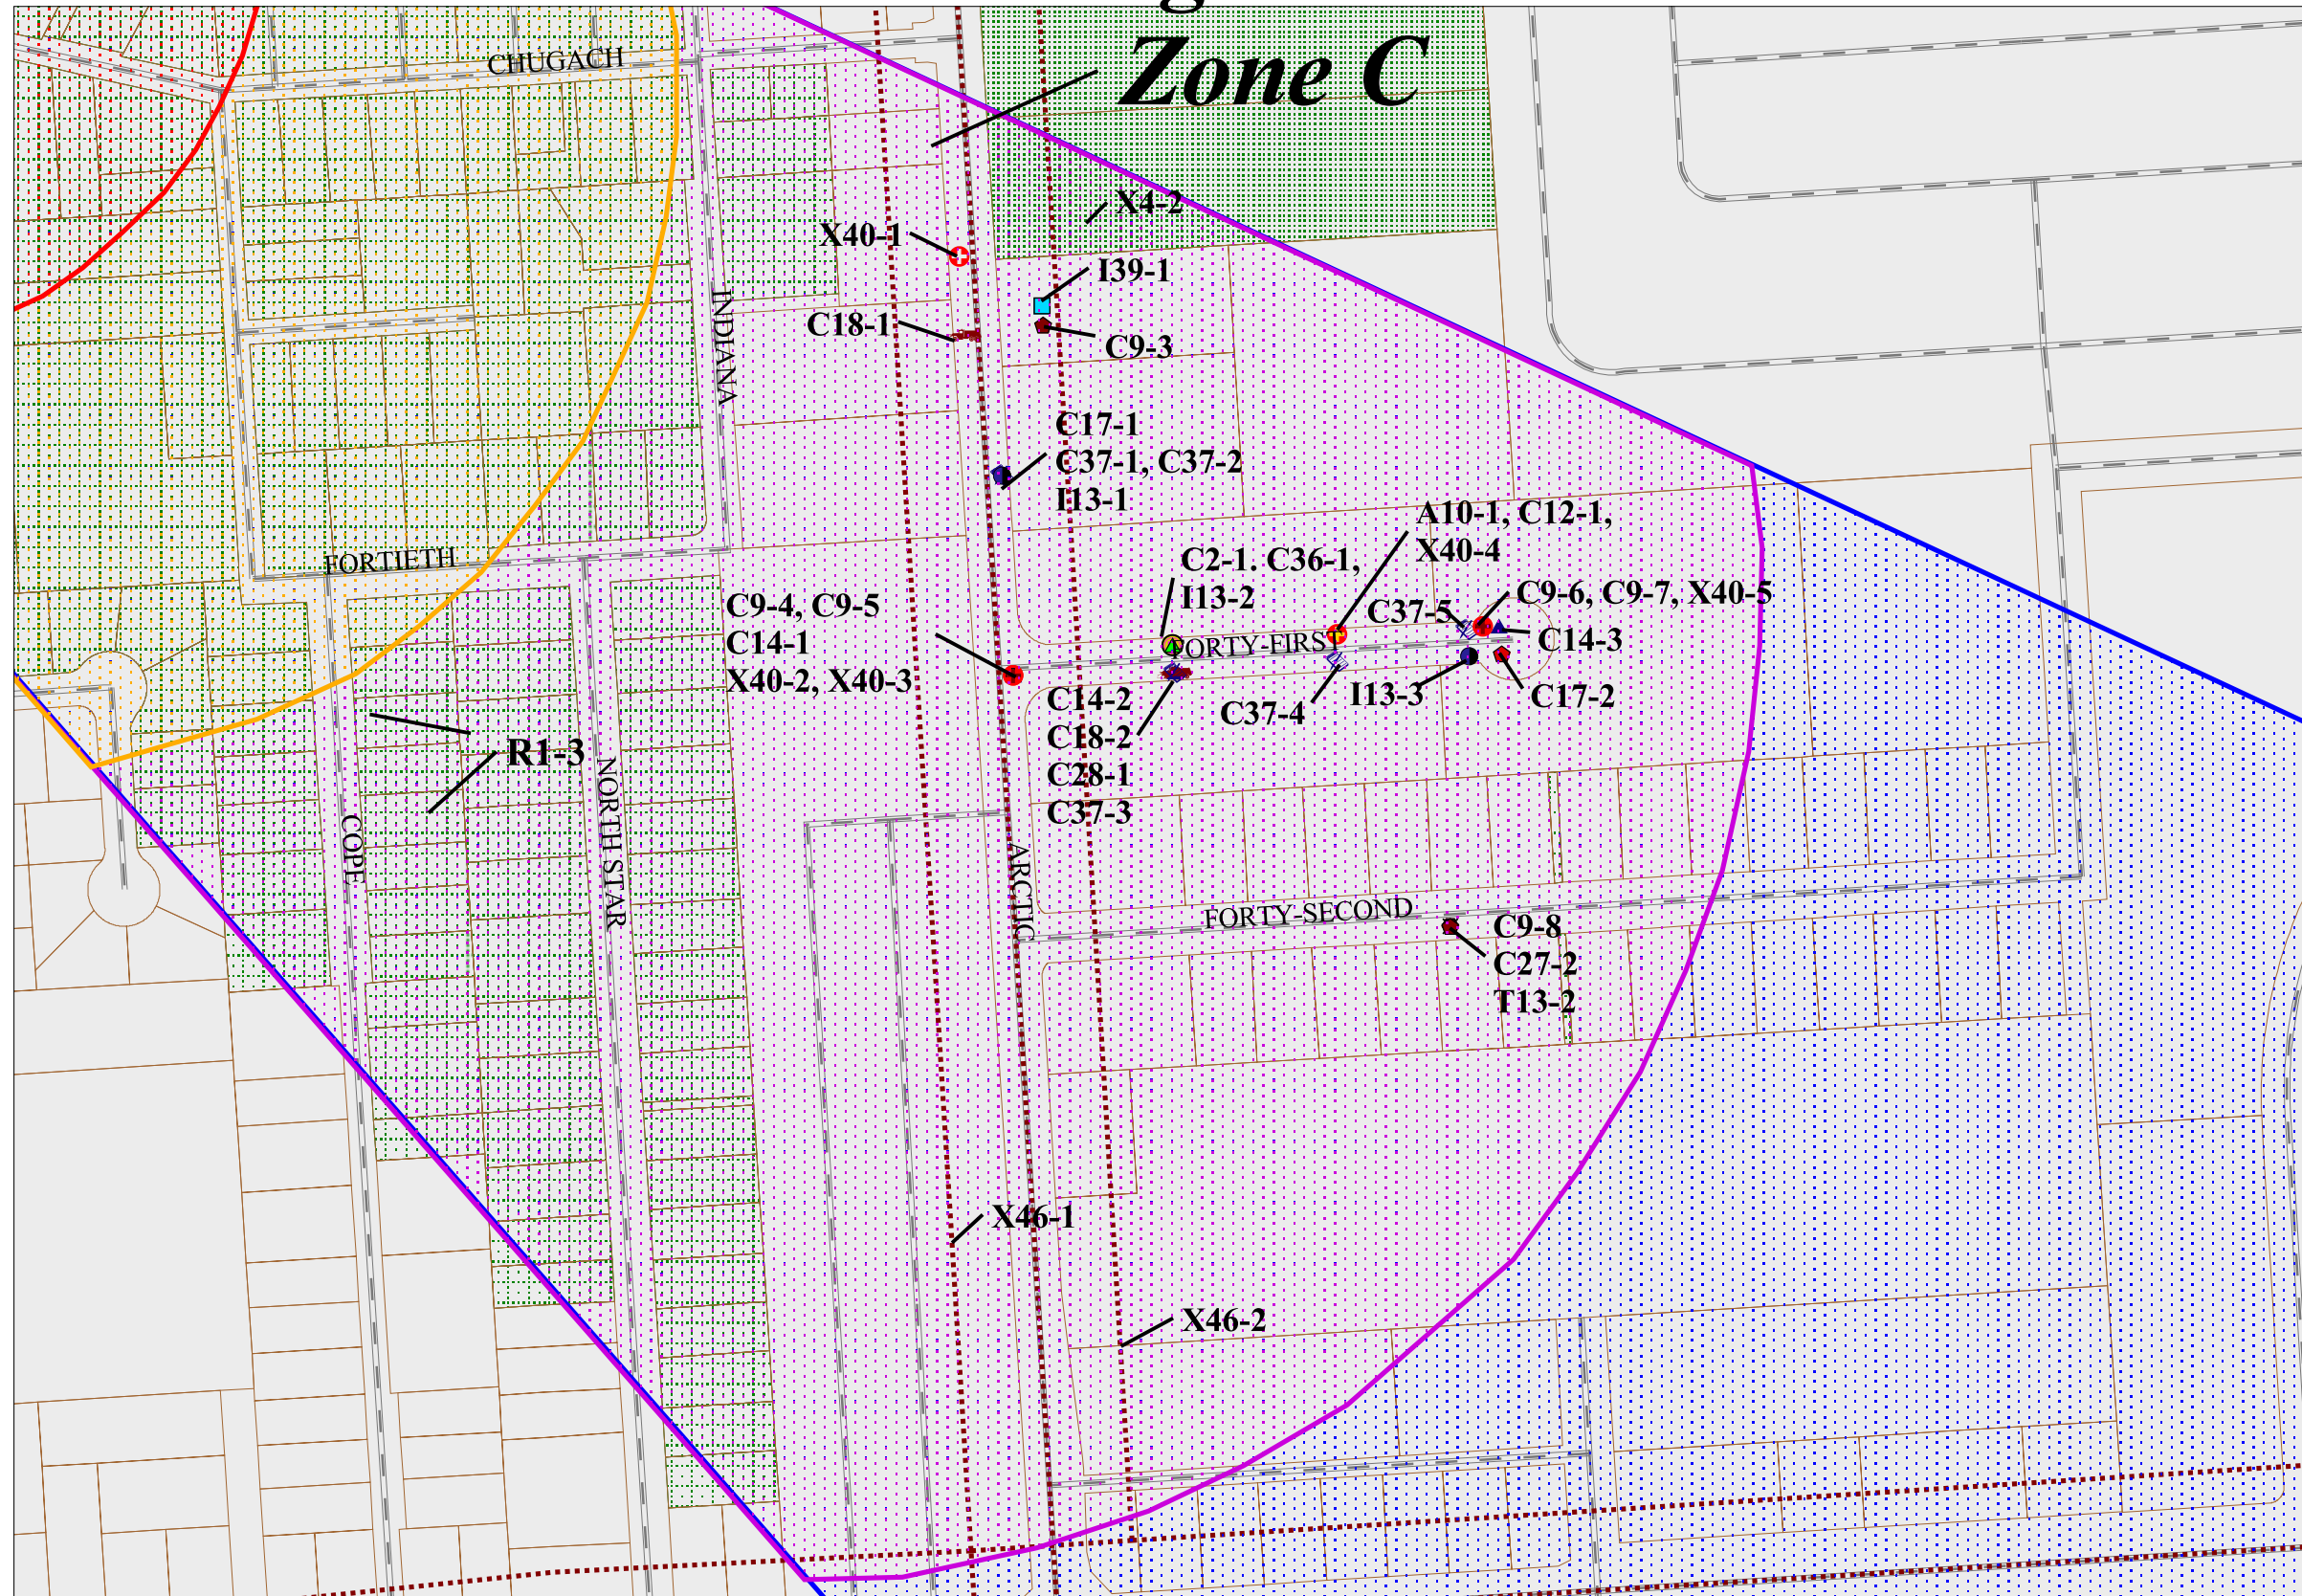 g
Zone C
CHUGACH
X4-2
X40-1
I39-1
C18-1
C9-3
INDIANA
C17-1
C37-1, C37-2
I13-1
A10-1, C12-1,
X40-4
FORTIETH
C2-1. C36-1,
I13-2
C9-4, C9-5
C14-1
X40-2, X40-3
C37-5
C9-6, C9-7, X40-5
FORTY-FIRST
C14-3
I13-3
C17-2
C37-4
C14-2
C18-2
C28-1
C37-3
R1-3
NORTH STAR
COPE
ARCTIC
FORTY-SECOND
C9-8
C27-2
T13-2
X46-1
X46-2